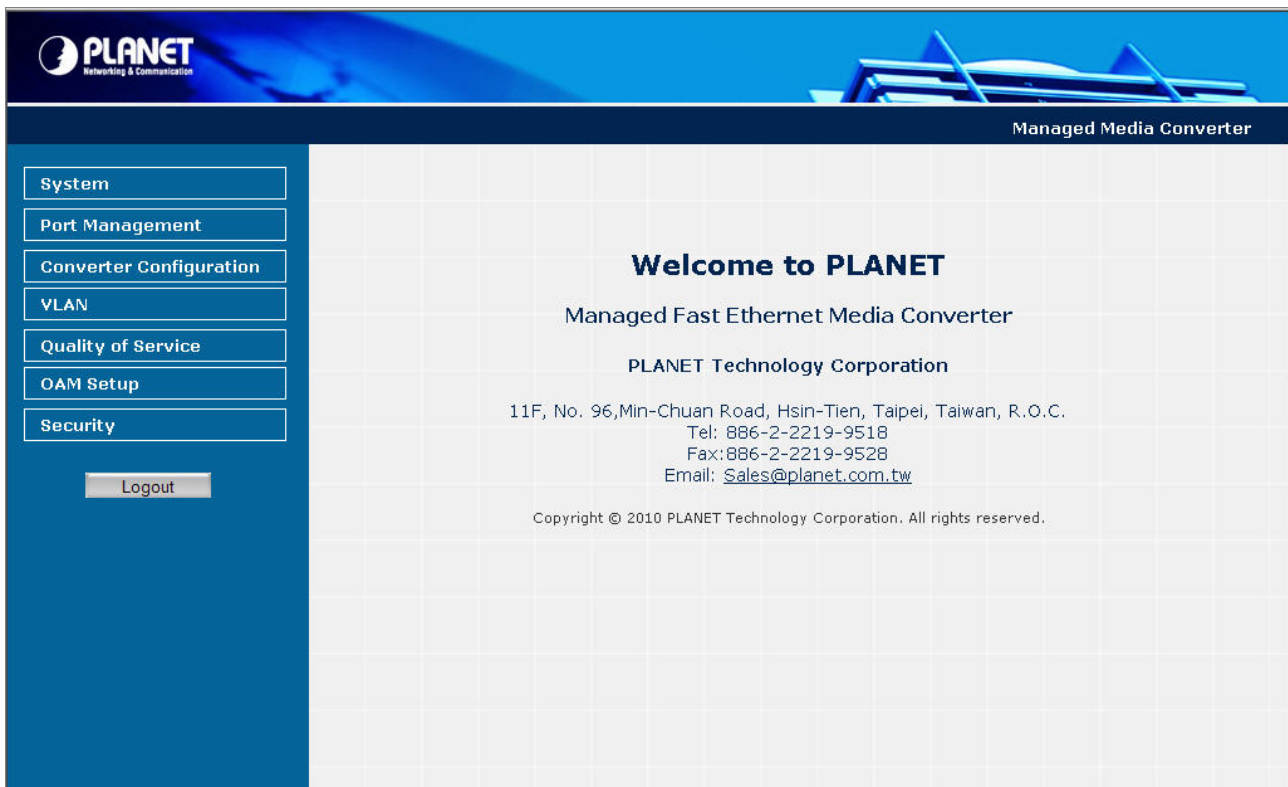 PLANET
Networking & Communication
Managed Media Converter
System
Port Management
Converter Configuration
VLAN
Quality of Service
OAM Setup
Security
Logout
Welcome to PLANET
Managed Fast Ethernet Media Converter
PLANET Technology Corporation
11F, No. 96,Min-Chuan Road, Hsin-Tien, Taipei, Taiwan, R.O.C.
Tel: 886-2-2219-9518
Fax:886-2-2219-9528
Email: Sales@planet.com.tw
Copyright © 2010 PLANET Technology Corporation. All rights reserved.